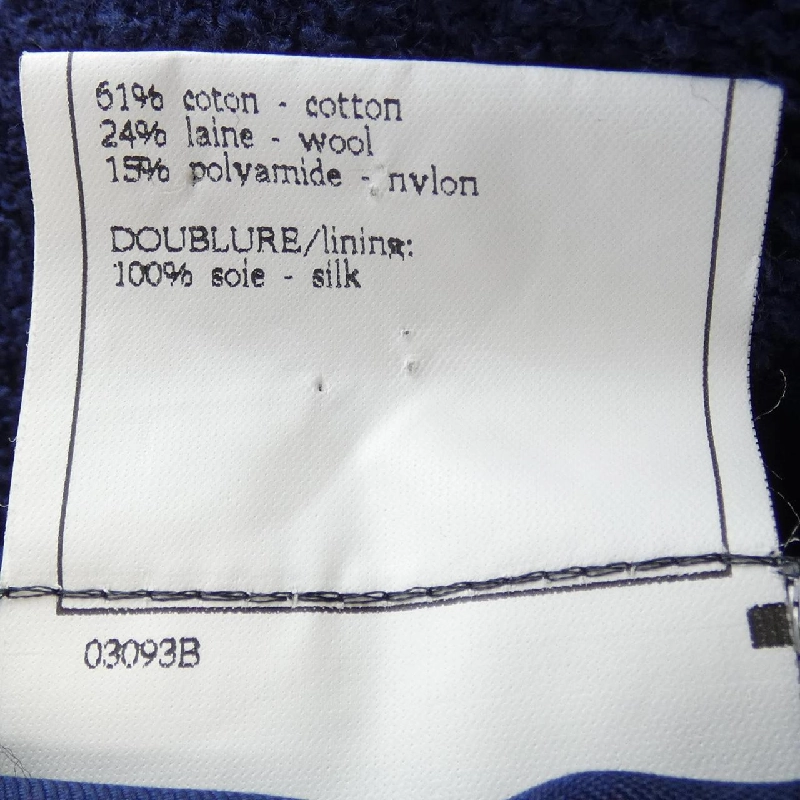 61% coton - cotton
24% laine - wool
15% polyamide - nylon
DOUBLURE/lining:
100% soie - silk
03093B